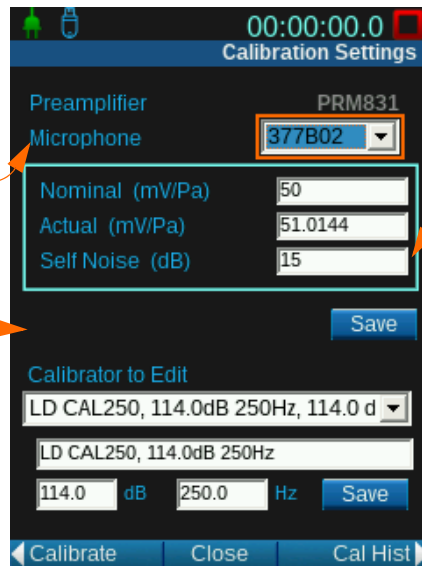 00:00:00.0
Calibration Settings
Preamplifier PRM831
Microphone 377B02
Nominal (mV/Pa) 50
Actual (mV/Pa) 51.0144
Self Noise (dB) 15
Save
Calibrator to Edit
LD CAL250, 114.0dB 250Hz, 114.0 d
LD CAL250, 114.0dB 250Hz
114.0 dB 250.0 Hz Save
Calibrate Close Cal Hist